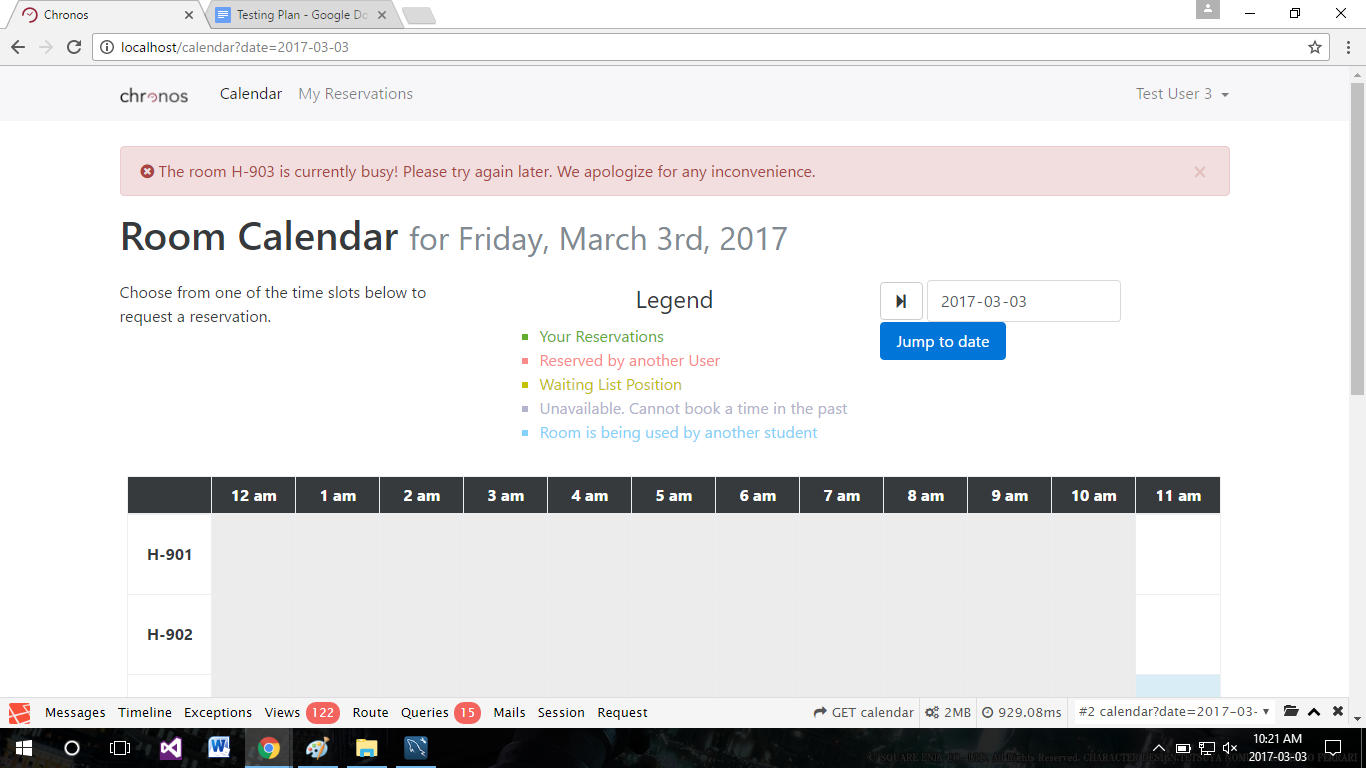 Chronos
Testing Plan - Google Do
localhost/calendar?date=2017-03-03
chronos Calendar My Reservations Test User 3
The room H-903 is currently busy! Please try again later. We apologize for any inconvenience. ×
Room Calendar for Friday, March 3rd, 2017
Choose from one of the time slots below to
request a reservation.
Legend
Your Reservations
Reserved by another User
Waiting List Position
Unavailable. Cannot book a time in the past
Room is being used by another student
2017-03-03
Jump to date
12 am 1 am 2 am 3 am 4 am 5 am 6 am 7 am 8 am 9 am 10 am 11 am
H-901
H-902
Messages Timeline Exceptions Views 122 Route Queries 15 Mails Session Request GET calendar 2MB 929.08ms #2 calendar?date=2017-03-
10:21 AM
2017-03-03